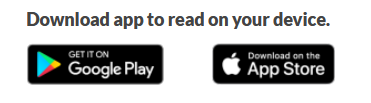 Download app to read on your device.
GET IT ON
Google Play
Download on the
App Store